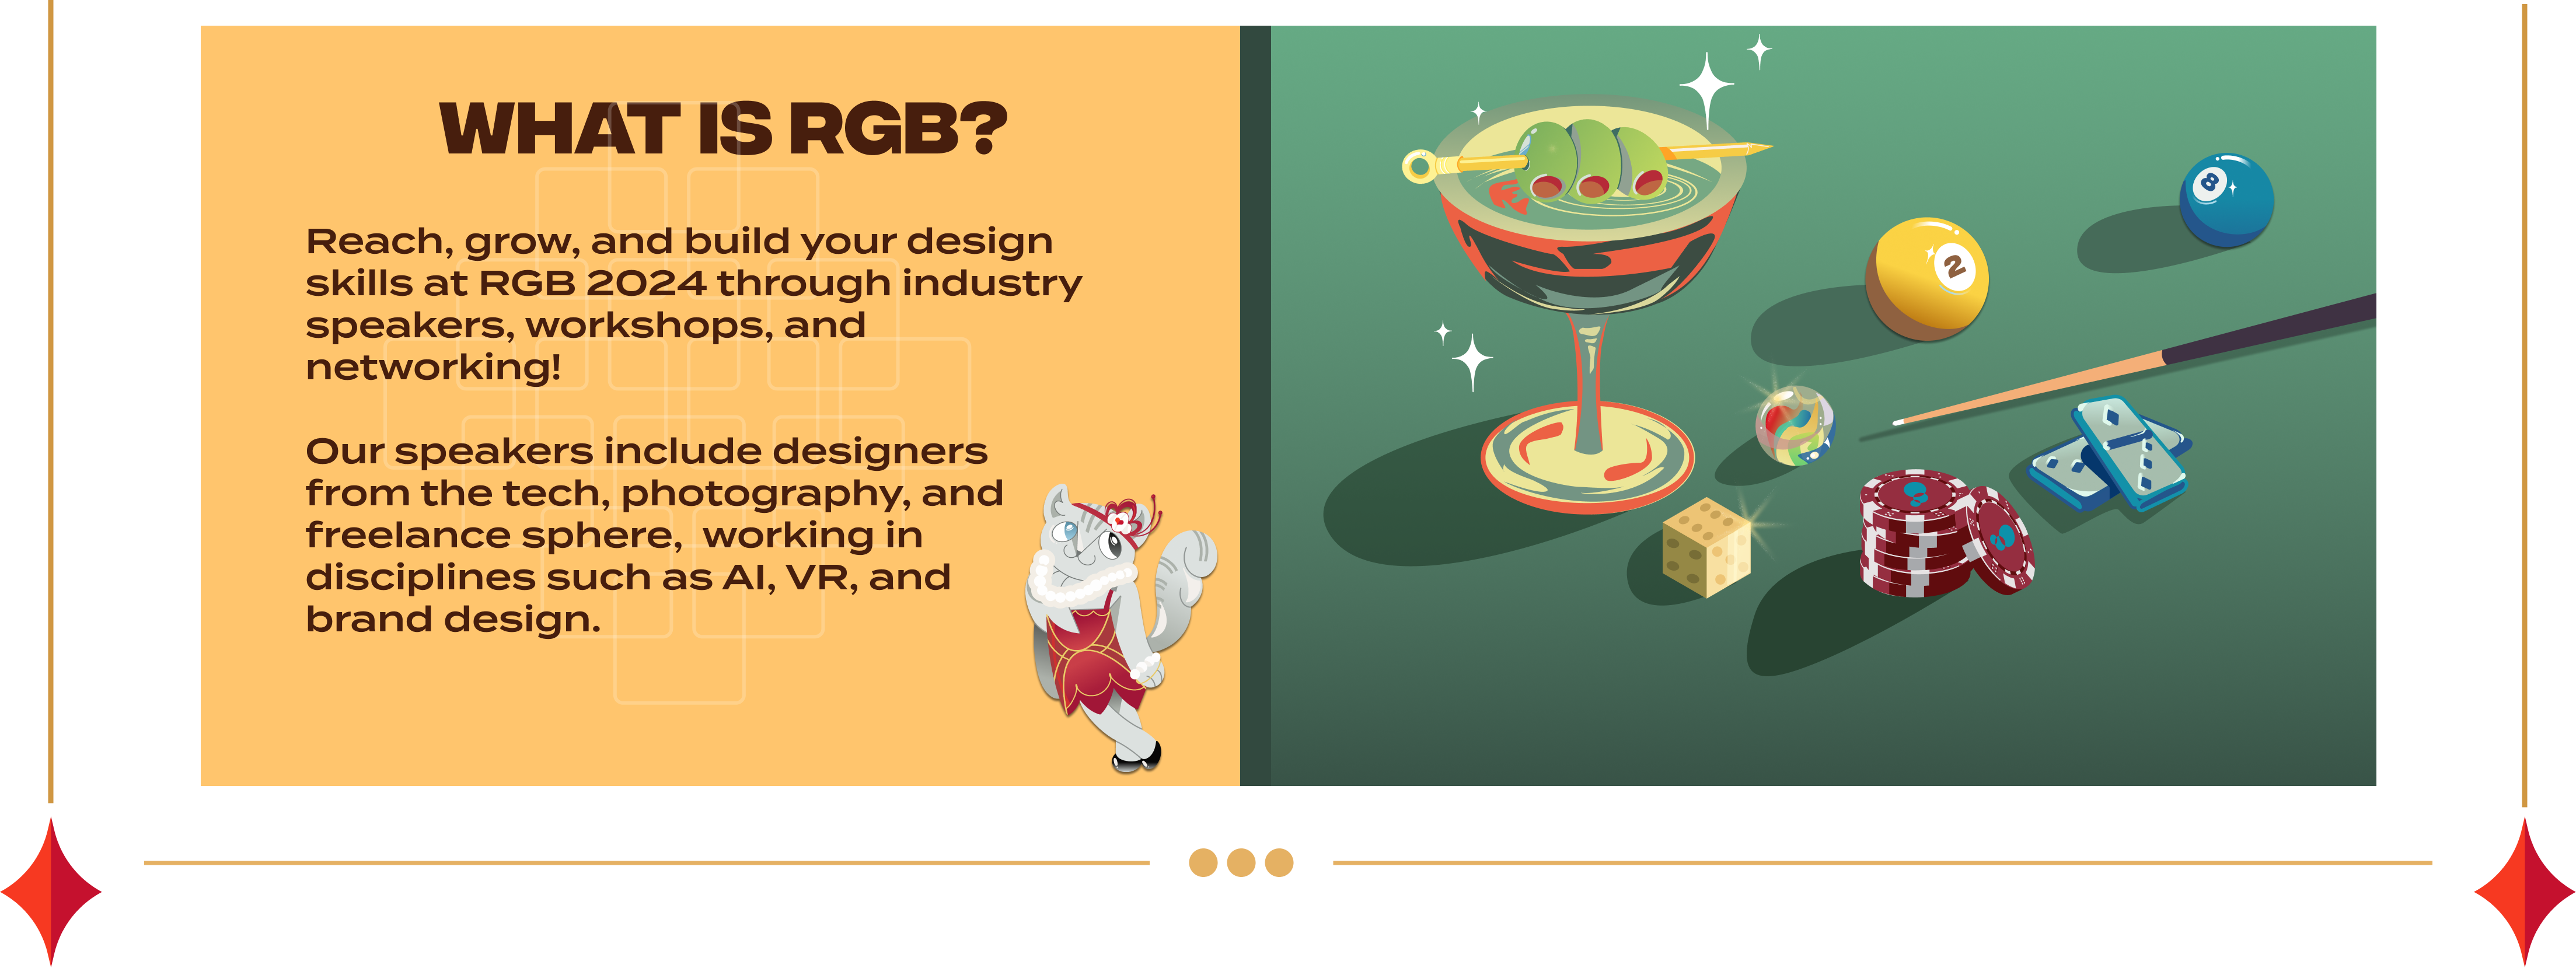 WHAT IS RGB?
Reach, grow, and build your design
skills at RGB 2024 through industry
speakers, workshops, and
networking!
Our speakers include designers
from the tech, photography, and
freelance sphere,  working in
disciplines such as AI, VR, and
brand design.
8
2